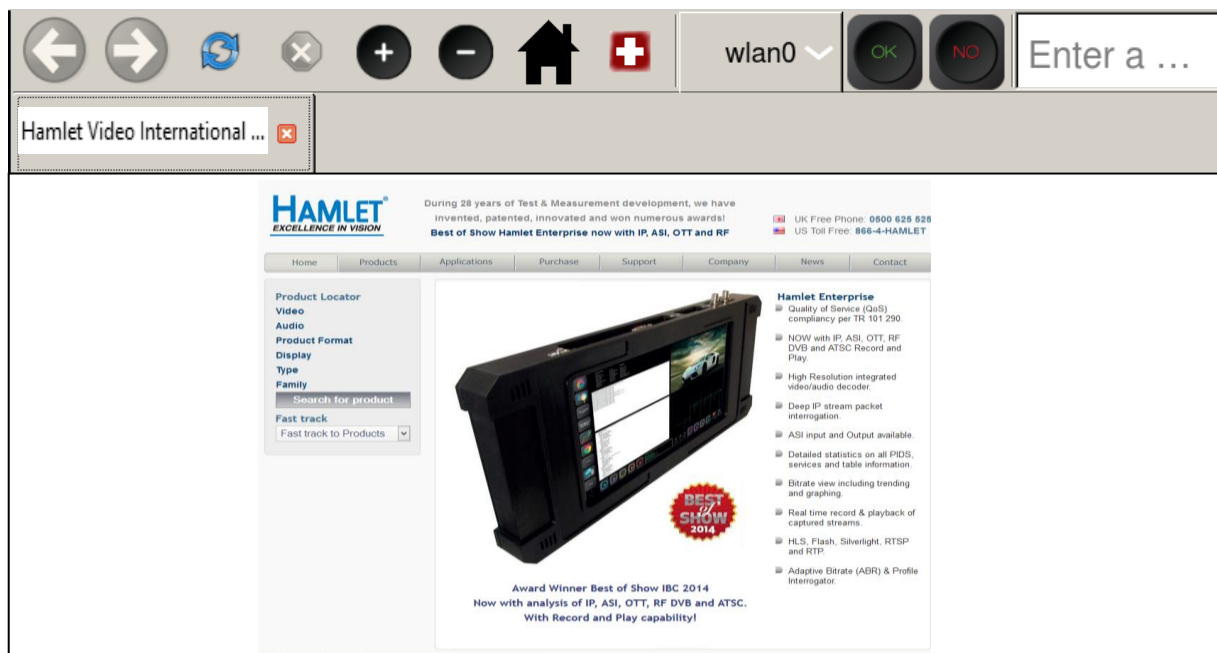 wlan0
OK
NO
Enter a ...
Hamlet Video International ...
HAMLET®
EXCELLENCE IN VISION
During 28 years of Test & Measurement development, we have
invented, patented, innovated and won numerous awards!
Best of Show Hamlet Enterprise now with IP, ASI, OTT and RF
UK Free Phone: 0500 625 525
US Toll Free: 866-4-HAMLET
Home Products Applications Purchase Support Company News Contact
Product Locator
Video
Audio
Product Format
Display
Type
Family
Search for product
Fast track
Fast track to Products
BEST
of
SHOW
2014
Award Winner Best of Show IBC 2014
Now with analysis of IP, ASI, OTT, RF DVB and ATSC.
With Record and Play capability!
Hamlet Enterprise
Quality of Service (QoS)
compliancy per TR 101 290.
NOW with IP, ASI, OTT, RF
DVB and ATSC Record and
Play.
High Resolution integrated
video/audio decoder.
Deep IP stream packet
interrogation.
ASI input and Output available.
Detailed statistics on all PIDS,
services and table information.
Bitrate view including trending
and graphing.
Real time record & playback of
captured streams.
HLS, Flash, Silverlight, RTSP
and RTP.
Adaptive Bitrate (ABR) & Profile
Interrogator.